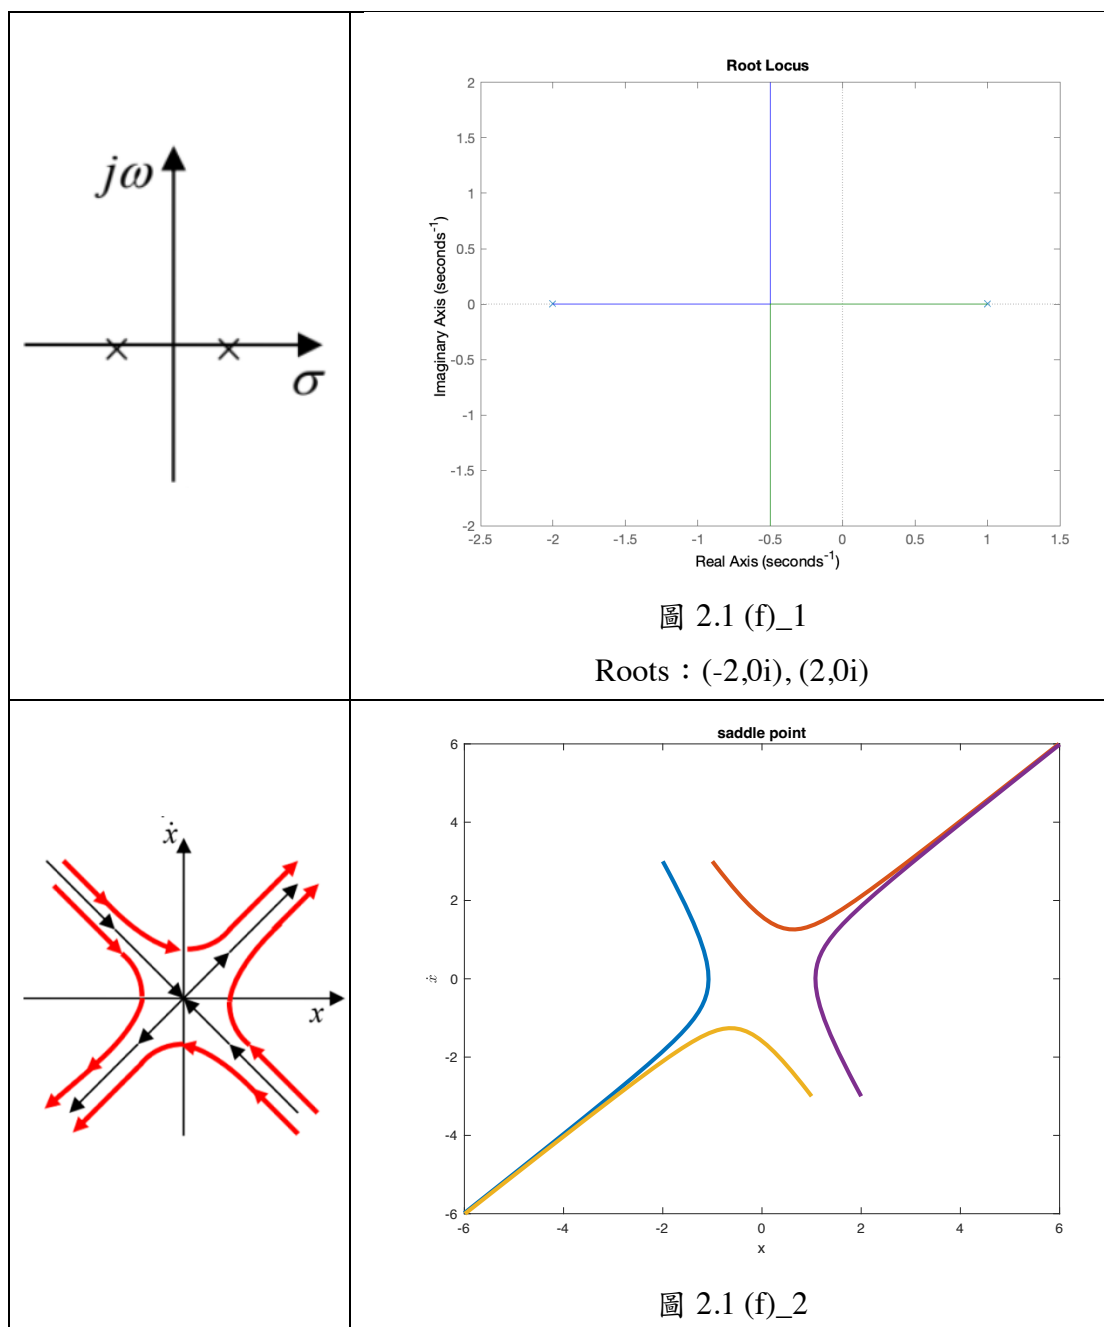 jω
σ
Root Locus
2
1.5
1
0.5
0
-0.5
-1
-1.5
-2
Imaginary Axis (seconds⁻¹)
-2.5 -2 -1.5 -1 -0.5 0 0.5 1 1.5
Real Axis (seconds⁻¹)
圖 2.1 (f)_1
Roots：(-2,0i), (2,0i)
ẋ
x
saddle point
6
4
2
0
-2
-4
-6
ẋ
-6 -4 -2 0 2 4 6
x
圖 2.1 (f)_2